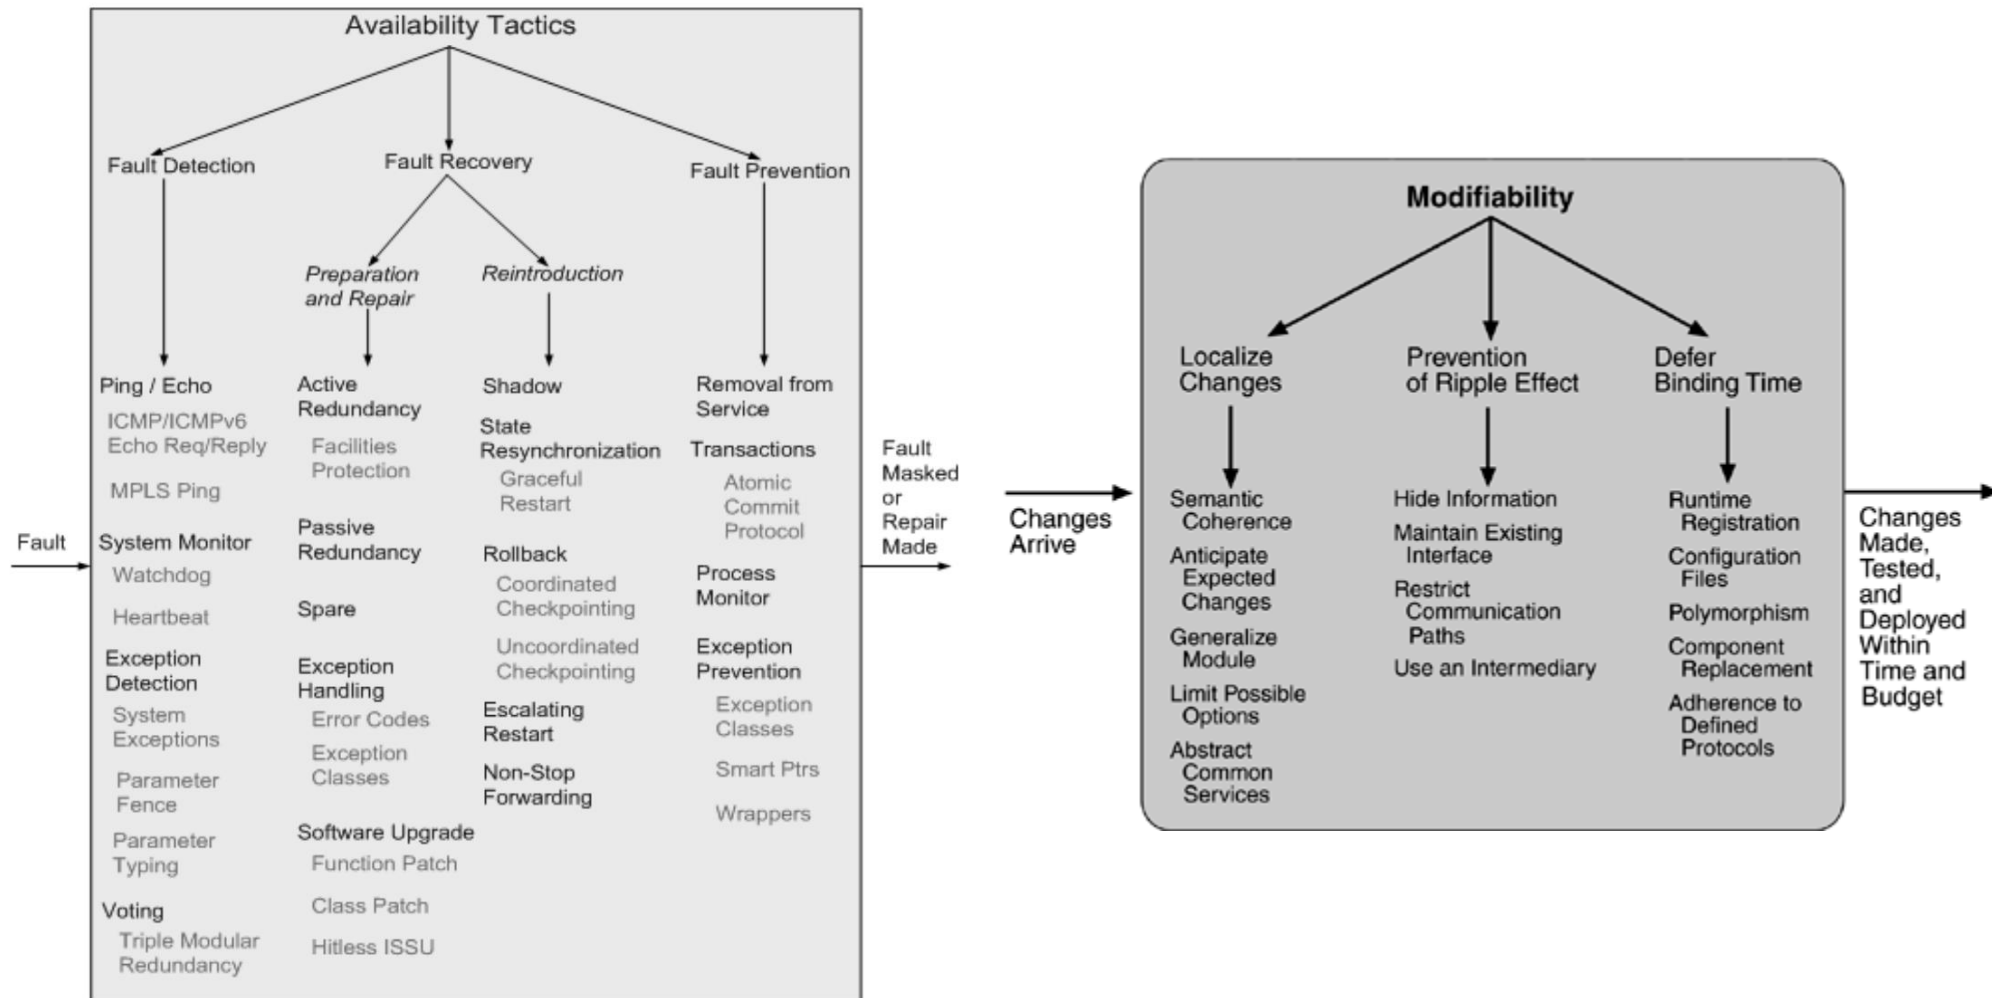 Availability Tactics
Fault Detection
Fault Recovery
Fault Prevention
Preparation
and Repair
Reintroduction
Fault
Ping / Echo
ICMP/ICMPv6
Echo Req/Reply
MPLS Ping
System Monitor
Watchdog
Heartbeat
Exception
Detection
System
Exceptions
Parameter
Fence
Parameter
Typing
Voting
Triple Modular
Redundancy
Active
Redundancy
Facilities
Protection
Passive
Redundancy
Spare
Exception
Handling
Error Codes
Exception
Classes
Software Upgrade
Function Patch
Class Patch
Hitless ISSU
Shadow
State
Resynchronization
Graceful
Restart
Rollback
Coordinated
Checkpointing
Uncoordinated
Checkpointing
Escalating
Restart
Non-Stop
Forwarding
Removal from
Service
Transactions
Atomic
Commit
Protocol
Process
Monitor
Exception
Prevention
Exception
Classes
Smart Ptrs
Wrappers
Fault
Masked
or
Repair
Made
Changes
Arrive
Modifiability
Localize
Changes
Semantic
Coherence
Anticipate
Expected
Changes
Generalize
Module
Limit Possible
Options
Abstract
Common
Services
Prevention
of Ripple Effect
Hide Information
Maintain Existing
Interface
Restrict
Communication
Paths
Use an Intermediary
Defer
Binding Time
Runtime
Registration
Configuration
Files
Polymorphism
Component
Replacement
Adherence to
Defined
Protocols
Changes
Made,
Tested,
and
Deployed
Within
Time and
Budget